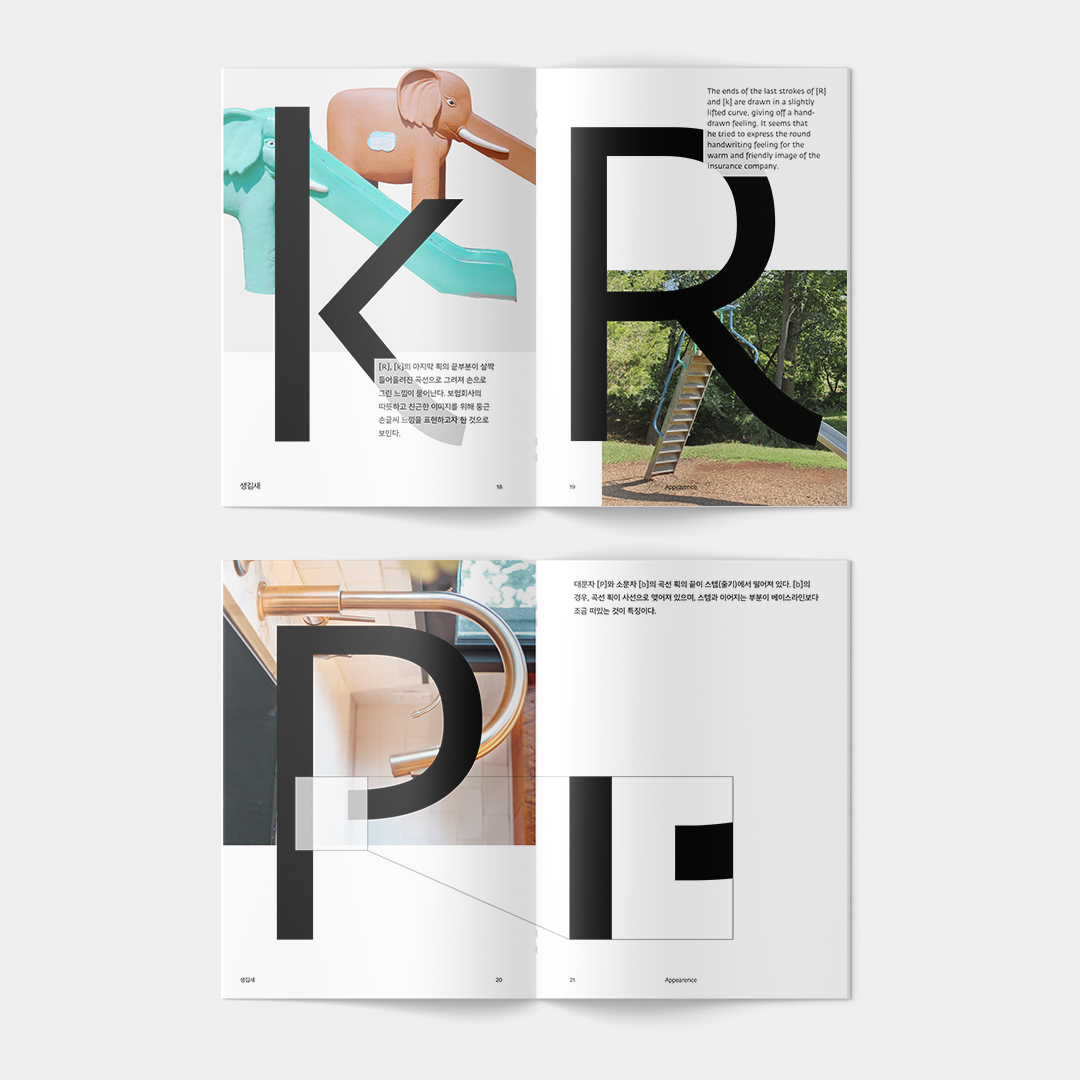 k
[R], [k]의 마지막 획의 끝부분이 살짝
들어올려진 곡선으로 그려져 손으로
그린 느낌이 묻어난다. 보험회사의
따뜻하고 친근한 이미지를 위해 둥근
손글씨 느낌을 표현하고자 한 것으로
보인다.
생김새
18
The ends of the last strokes of [R]
and [k] are drawn in a slightly
lifted curve, giving off a hand-
drawn feeling. It seems that
he tried to express the round
handwriting feeling for the
warm and friendly image of the
insurance company.
R
19
Appearence
P
생김새
20
대문자 [P]와 소문자 [b]의 곡선 획의 끝이 스템(줄기)에서 떨어져 있다. [b]의
경우, 곡선 획이 사선으로 맺어져 있으며, 스템과 이어지는 부분이 베이스라인보다
조금 떠있는 것이 특징이다.
21
Appearence